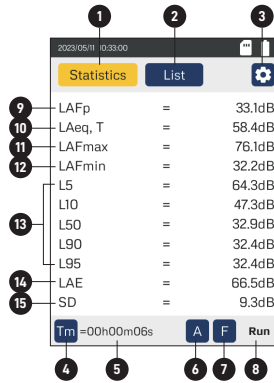 1 2 3
2023/05/11 10:33:00
Statistics List
9 LAFp = 33.1dB
10 LAeq, T = 58.4dB
11 LAFmax = 76.1dB
12 LAFmin = 32.2dB
L5 = 64.3dB
L10 = 47.3dB
13 L50 = 32.9dB
L90 = 32.4dB
L95 = 32.4dB
14 LAE = 66.5dB
15 SD = 9.3dB
Tm =00h00m06s A F Run
4 5 6 7 8